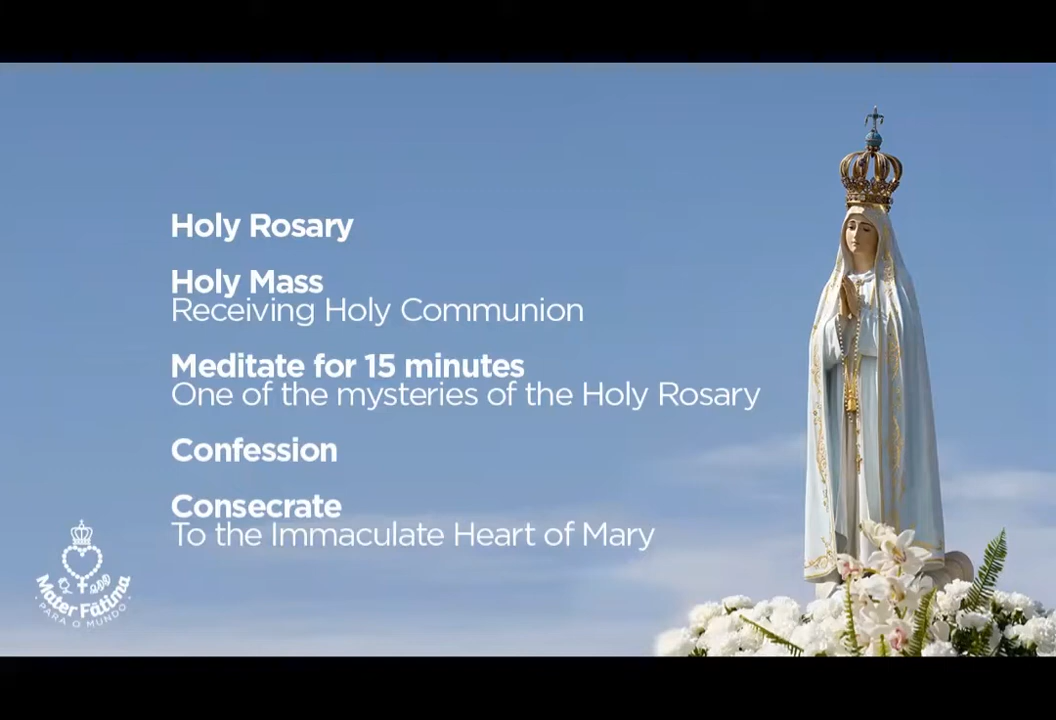 Holy Rosary
Holy Mass
Receiving Holy Communion
Meditate for 15 minutes
One of the mysteries of the Holy Rosary
Confession
Consecrate
To the Immaculate Heart of Mary
Mater Fátima
• PARA O MUNDO •